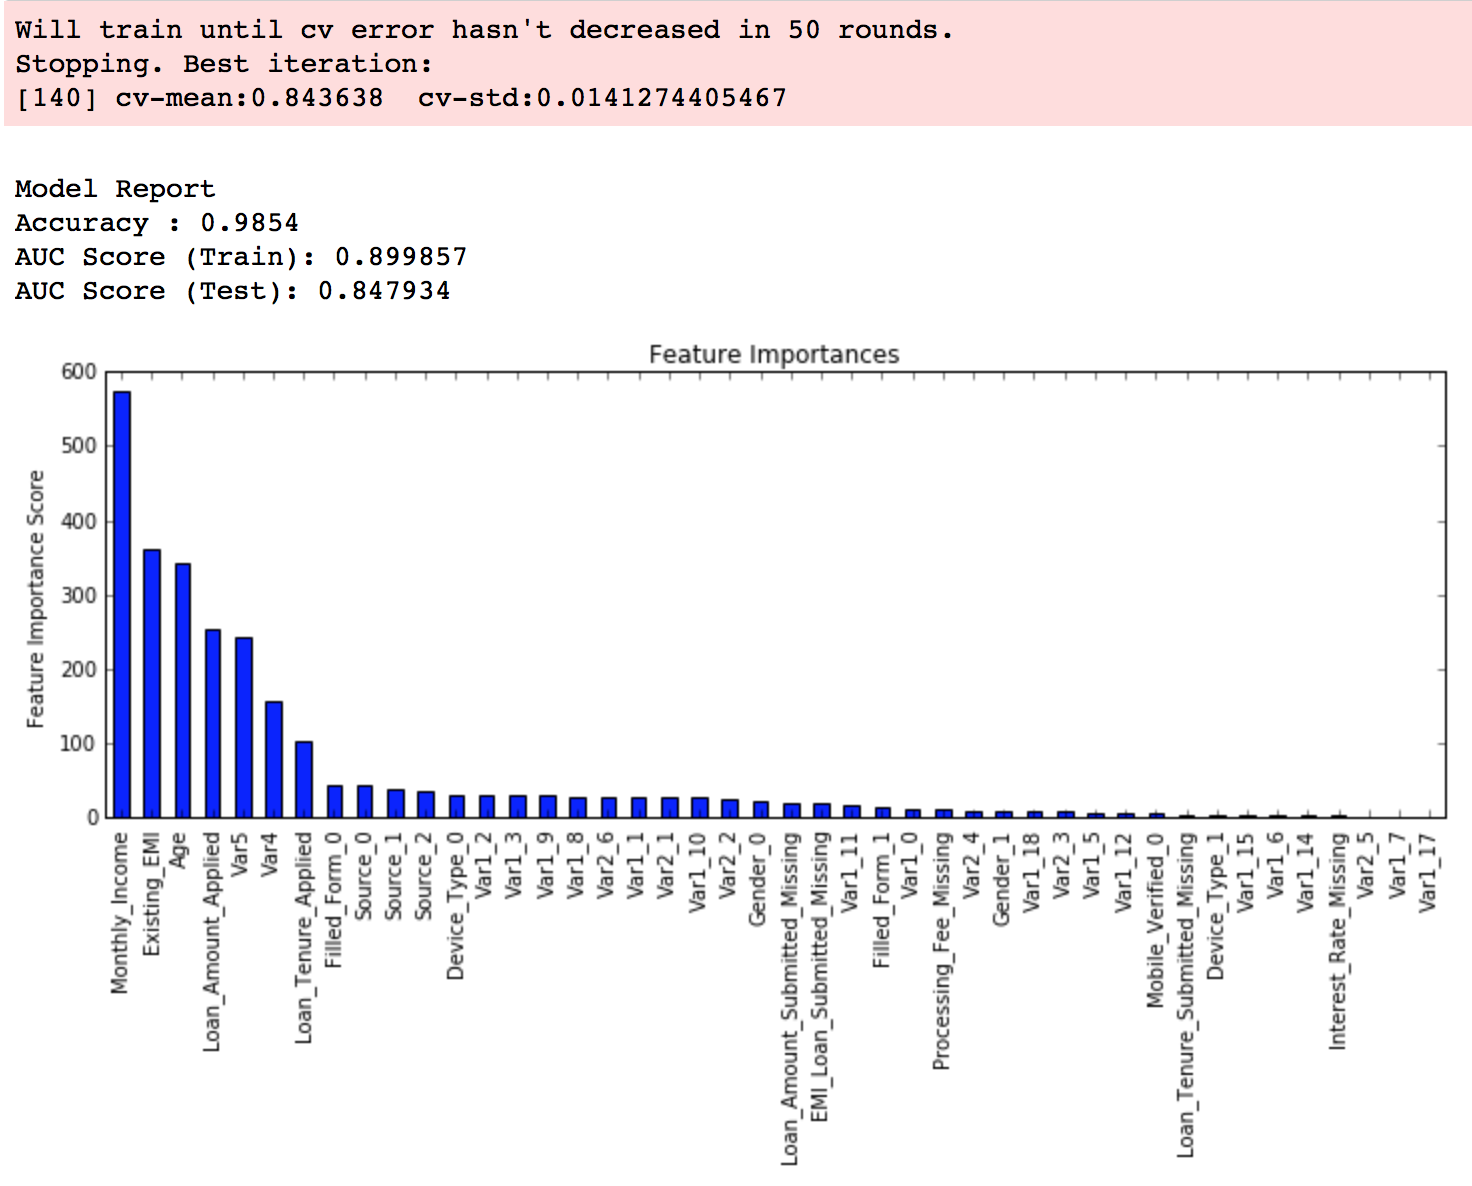 Will train until cv error hasn't decreased in 50 rounds.
Stopping. Best iteration:
[140] cv-mean:0.843638 cv-std:0.0141274405467
Model Report
Accuracy : 0.9854
AUC Score (Train): 0.899857
AUC Score (Test): 0.847934
Feature Importances
Feature Importance Score
600
500
400
300
200
100
0
Monthly_Income
Existing_EMI
Age
Loan_Amount_Applied
Var5
Var4
Loan_Tenure_Applied
Filled_Form_0
Source_0
Source_1
Source_2
Device_Type_0
Var1_2
Var1_3
Var1_9
Var1_8
Var2_6
Var1_1
Var2_1
Var1_10
Var2_2
Gender_0
Loan_Amount_Submitted_Missing
EMI_Loan_Submitted_Missing
Var1_11
Filled_Form_1
Var1_0
Processing_Fee_Missing
Var2_4
Gender_1
Var1_18
Var2_3
Var1_5
Var1_12
Mobile_Verified_0
Loan_Tenure_Submitted_Missing
Device_Type_1
Var1_15
Var1_6
Var1_14
Interest_Rate_Missing
Var2_5
Var1_7
Var1_17